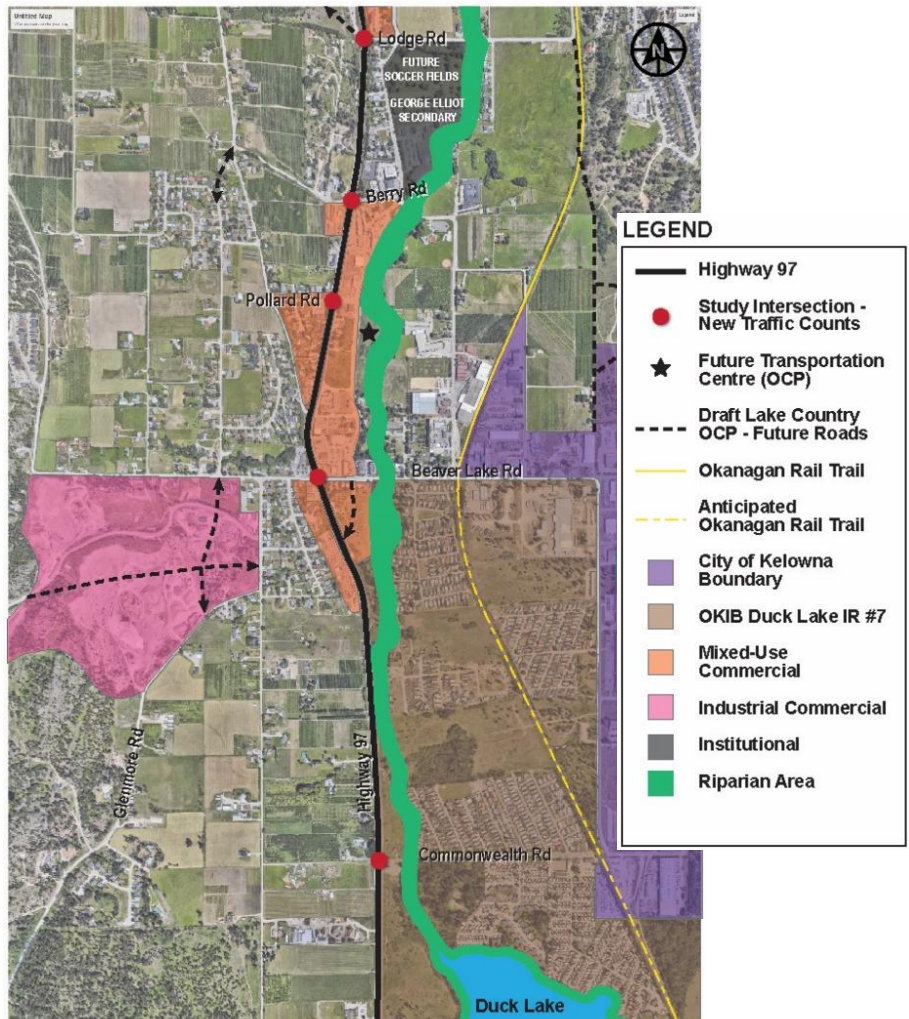 Untitled Map
Legend
N
Lodge Rd
FUTURE
SOCCER FIELDS
GEORGE ELLIOT
SECONDARY
Berry Rd
Pollard Rd
Beaver Lake Rd
Glenmore Rd
Highway 97
Commonwealth Rd
Duck Lake
LEGEND
Highway 97
Study Intersection -
New Traffic Counts
Future Transportation
Centre (OCP)
Draft Lake Country
OCP - Future Roads
Okanagan Rail Trail
Anticipated
Okanagan Rail Trail
City of Kelowna
Boundary
OKIB Duck Lake IR #7
Mixed-Use
Commercial
Industrial Commercial
Institutional
Riparian Area